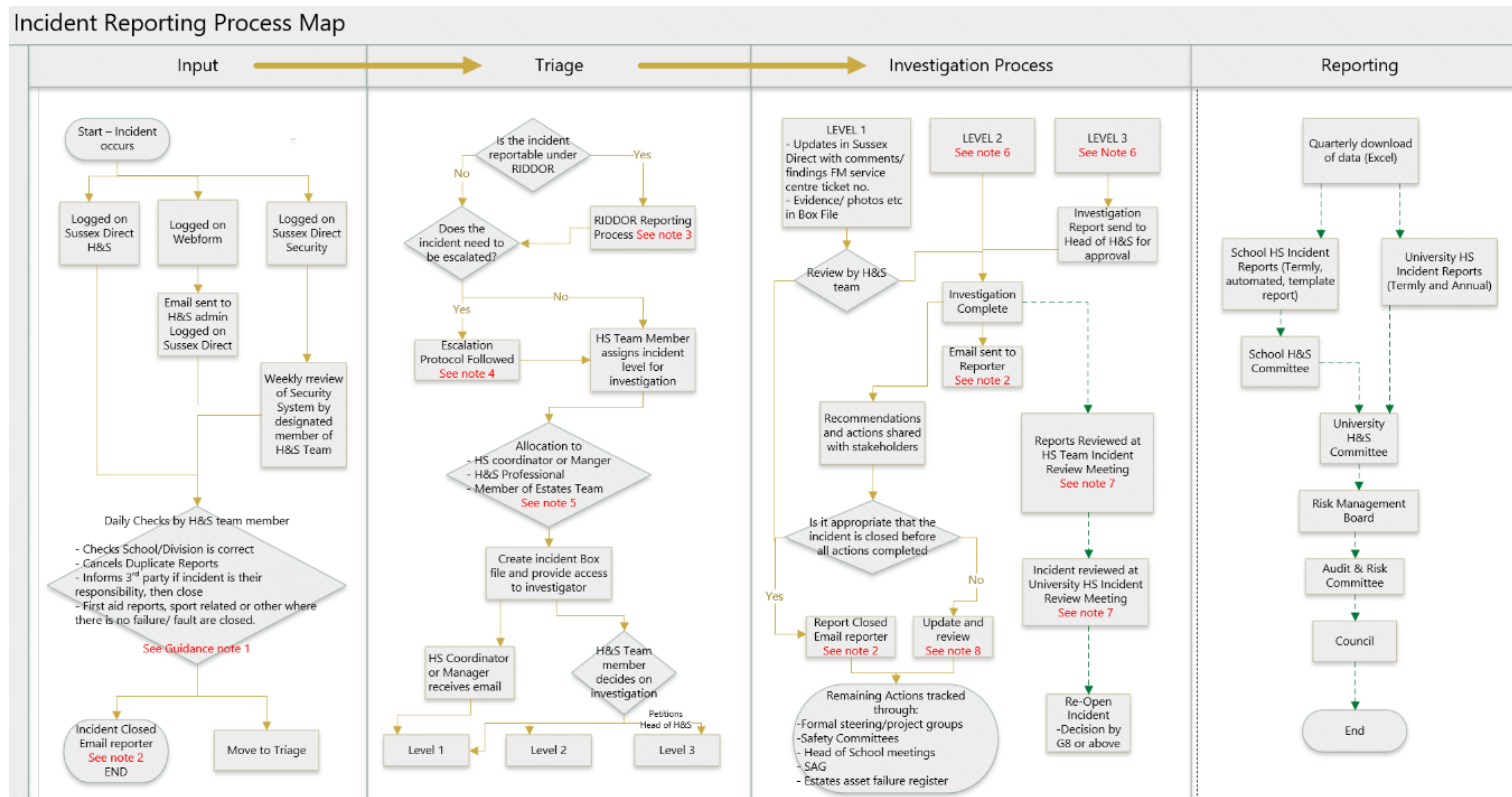 Incident Reporting Process Map
Input
Triage
Investigation Process
Reporting
Start – Incident
occurs
Logged on
Sussex Direct
H&S
Logged on
Webform
Logged on
Sussex Direct
Security
Email sent to
H&S admin
Logged on
Sussex Direct
Weekly rreview
of Security
System by
designated
member of
H&S Team
Daily Checks by H&S team member
- Checks School/Division is correct
- Cancels Duplicate Reports
- Informs 3rd party if incident is their
responsibility, then close
- First aid reports, sport related or other where
there is no failure/ fault are closed.
See Guidance note 1
Incident Closed
Email reporter
See note 2
END
Move to Triage
Is the incident
reportable under
RIDDOR
No
Yes
Does the
incident need to
be escalated?
RIDDOR Reporting
Process See note 3
No
Yes
Escalation
Protocol Followed
See note 4
HS Team Member
assigns incident
level for
investigation
Allocation to
- HS coordinator or Manger
- H&S Professional
- Member of Estates Team
See note 5
Create incident Box
file and provide access
to investigator
HS Coordinator
or Manager
receives email
H&S Team
member
decides on
investigation
Petitions
Head of H&S
Level 1
Level 2
Level 3
LEVEL 1
- Updates in Sussex
Direct with comments/
findings FM service
centre ticket no.
- Evidence/ photos etc
in Box File
LEVEL 2
See note 6
LEVEL 3
See Note 6
Investigation
Report send to
Head of H&S for
approval
Review by H&S
team
Investigation
Complete
Email sent to
Reporter
See note 2
Recommendations
and actions shared
with stakeholders
Reports Reviewed at
HS Team Incident
Review Meeting
See note 7
Is it appropriate that the
incident is closed before
all actions completed
Yes
No
Incident reviewed at
University HS Incident
Review Meeting
See note 7
Report Closed
Email reporter
See note 2
Update and
review
See note 8
Remaining Actions tracked
through:
-Formal steering/project groups
-Safety Committees
- Head of School meetings
- SAG
- Estates asset failure register
Re-Open
Incident
-Decision by
G8 or above
Quarterly download
of data (Excel)
School HS Incident
Reports (Termly,
automated, template
report)
University HS
Incident Reports
(Termly and Annual)
School H&S
Committee
University
H&S
Committee
Risk Management
Board
Audit & Risk
Committee
Council
End